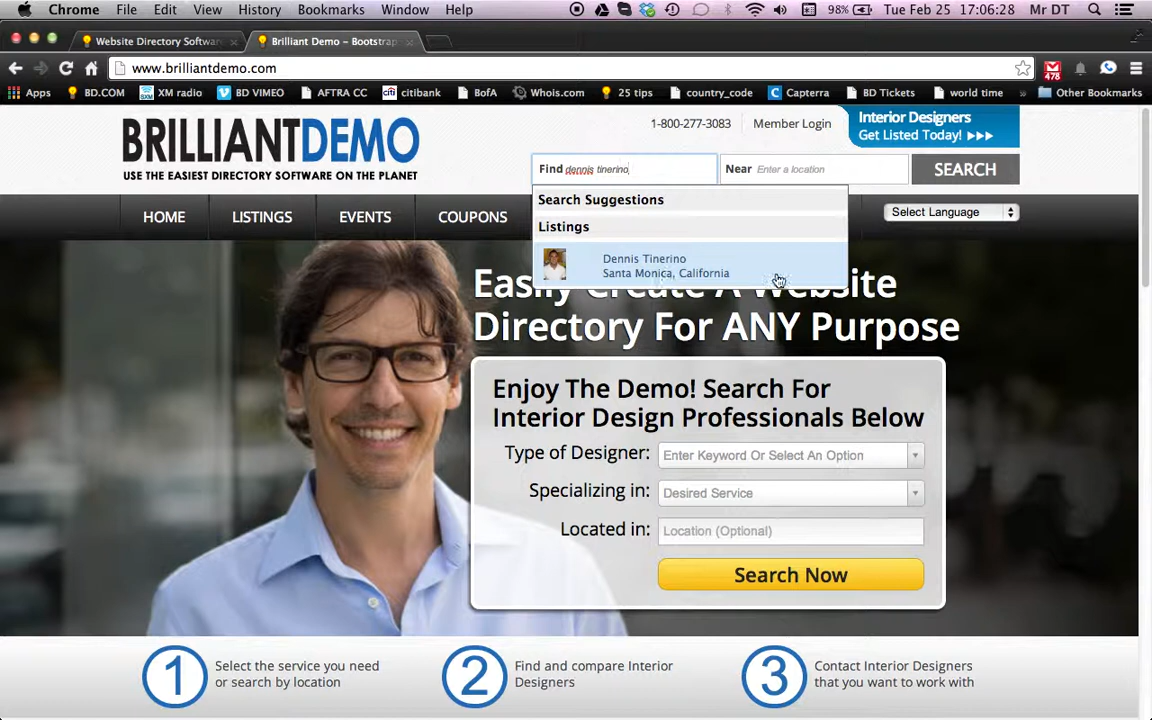 Chrome File Edit View History Bookmarks Window Help 98% Tue Feb 25 17:06:28 Mr DT
Website Directory Softwar Brilliant Demo – Bootstrap
www.brilliantdemo.com 478
Apps BD.COM XM radio BD VIMEO AFTRA CC citibank BofA Whois.com 25 tips country_code Capterra BD Tickets world time » Other Bookmarks
1-800-277-3083 Member Login
Interior Designers
Get Listed Today! ▶▶▶
BRILLIANTDEMO
USE THE EASIEST DIRECTORY SOFTWARE ON THE PLANET
Find dennis tinerino Near Enter a location SEARCH
Search Suggestions
Listings
Dennis Tinerino
Santa Monica, California
HOME LISTINGS EVENTS COUPONS Select Language
Easily Create A Website
Directory For ANY Purpose
Enjoy The Demo! Search For
Interior Design Professionals Below
Type of Designer: Enter Keyword Or Select An Option
Specializing in: Desired Service
Located in: Location (Optional)
Search Now
1 Select the service you need
or search by location
2 Find and compare Interior
Designers
3 Contact Interior Designers
that you want to work with